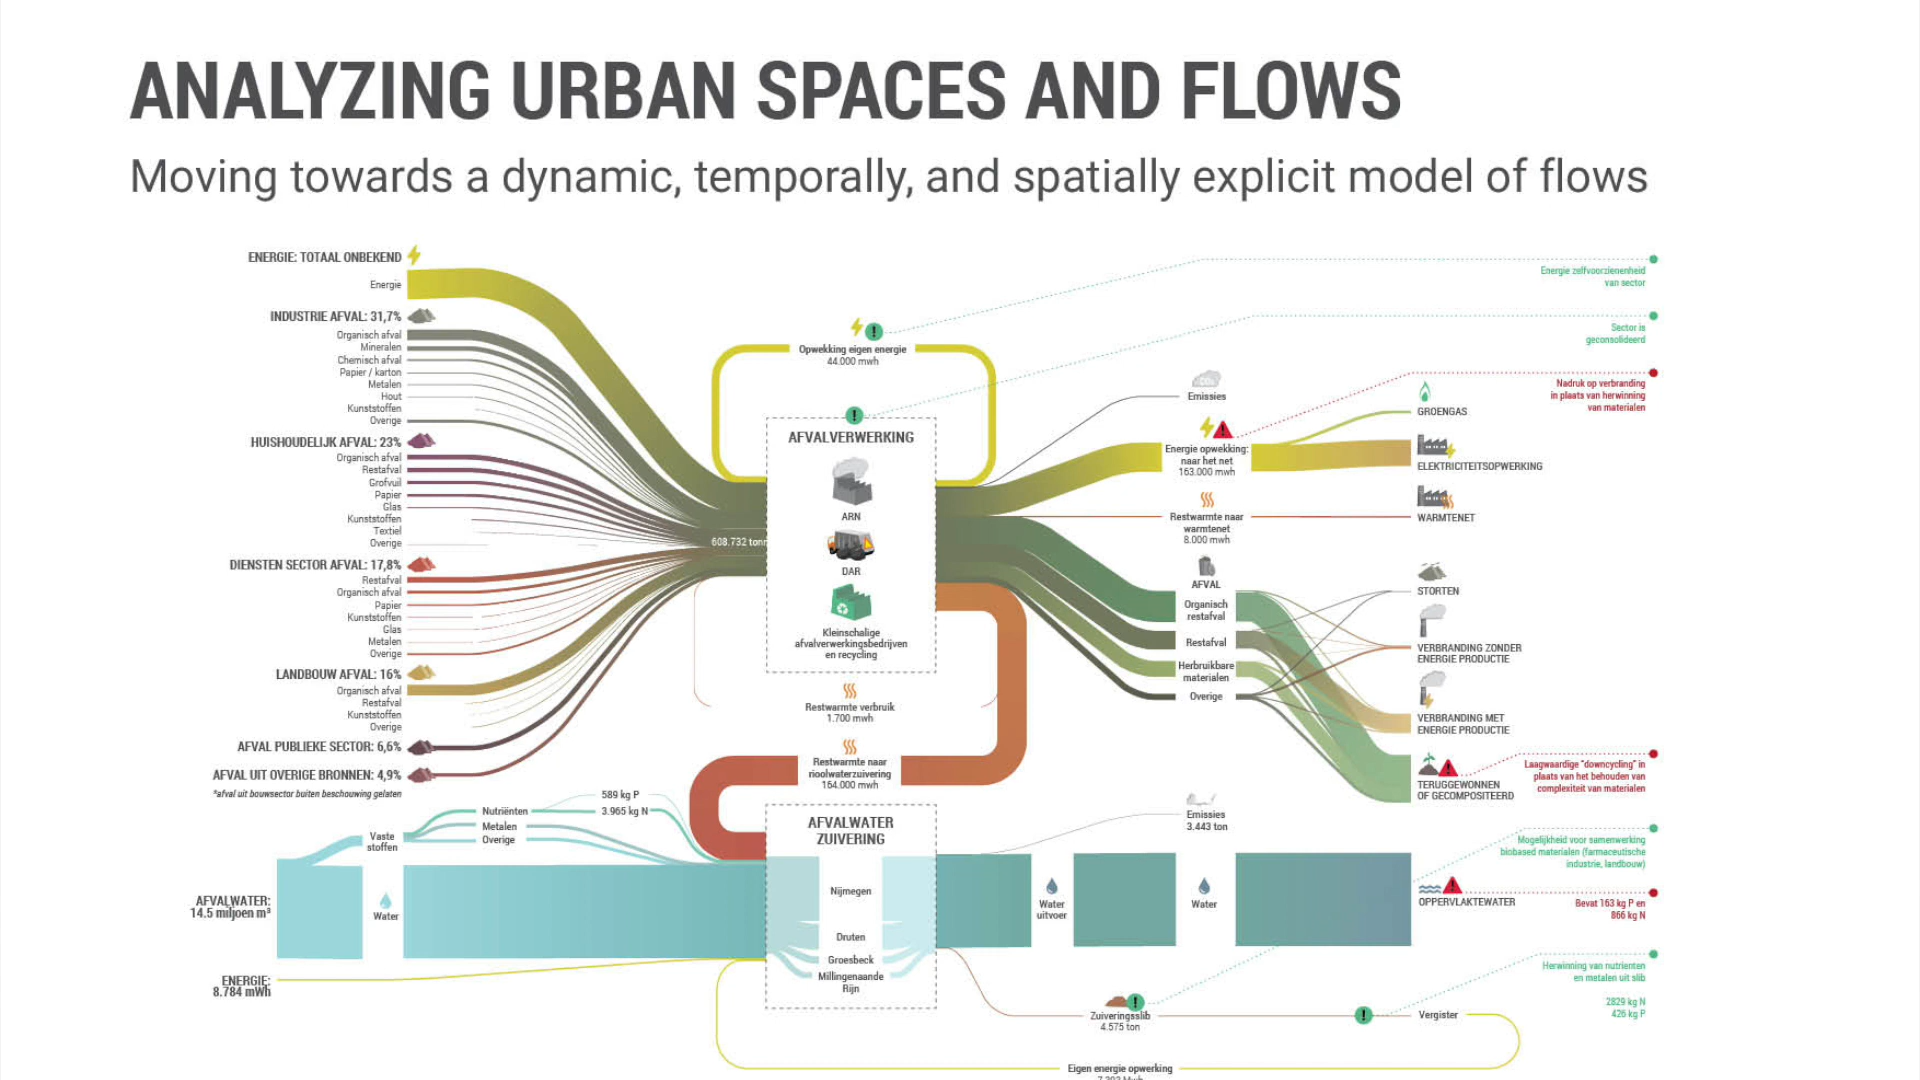 ANALYZING URBAN SPACES AND FLOWS
Moving towards a dynamic, temporally, and spatially explicit model of flows
ENERGIE: TOTAAL ONBEKEND
Energie
INDUSTRIE AFVAL: 31,7%
Organisch afval
Mineralen
Chemisch afval
Papier / karton
Metalen
Hout
Kunststoffen
Overige
HUISHOUDELIJK AFVAL: 23%
Organisch afval
Restafval
Grofvuil
Papier
Glas
Kunststoffen
Textiel
Overige
DIENSTEN SECTOR AFVAL: 17,8%
Restafval
Organisch afval
Papier
Kunststoffen
Glas
Metalen
Overige
LANDBOUW AFVAL: 16%
Organisch afval
Restafval
Kunststoffen
Overige
AFVAL PUBLIEKE SECTOR: 6,6%
AFVAL UIT OVERIGE BRONNEN: 4,9%
*afval uit bouwsector buiten beschouwing gelaten
589 kg P
Nutriënten
3.965 kg N
Metalen
Overige
Vaste
stoffen
AFVALWATER:
14.5 miljoen m³
Water
ENERGIE:
8.784 mWh
608.732 ton
Opwekking eigen energie
44.000 mwh
AFVALVERWERKING
ARN
DAR
Kleinschalige
afvalverwerkingsbedrijven
en recycling
Restwarmte verbruik
1.700 mwh
Restwarmte naar
rioolwaterzuivering
164.000 mwh
AFVALWATER
ZUIVERING
Nijmegen
Druten
Groesbeck
Millingenaande
Rijn
CO₂
Emissies
Energie opwekking:
naar het net
163.000 mwh
Restwarmte naar
warmtenet
8.000 mwh
AFVAL
Organisch
restafval
Restafval
Herbruikbare
materialen
Overige
Emissies
3.443 ton
Water
uitvoer
Water
Zuiveringsslib
4.575 ton
Eigen energie opwerking
Vergister
GROENGAS
ELEKTRICITEITSOPWERKING
WARMTENET
STORTEN
VERBRANDING ZONDER
ENERGIE PRODUCTIE
VERBRANDING MET
ENERGIE PRODUCTIE
TERUGGEWONNEN
OF GECOMPOSITEERD
OPPERVLAKTEWATER
Energie zelfvoorzienenheid
van sector
Sector is
geconsolideerd
Nadruk op verbranding
in plaats van herwinning
van materialen
Laagwaardige "downcycling" in
plaats van het behouden van
complexiteit van materialen
Mogelijkheid voor samenwerking
biobased materialen (farmaceutische
industrie, landbouw)
Bevat 163 kg P en
866 kg N
Herwinning van nutrienten
en metalen uit slib
2829 kg N
426 kg P